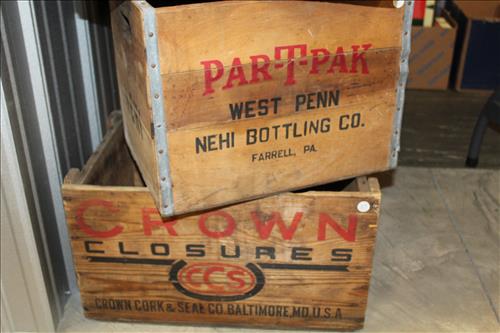 PAR-T-PAK
WEST PENN
NEHI BOTTLING CO.
FARRELL, PA.
CROWN
CLOSURES
CCS
CROWN CORK & SEAL CO. BALTIMORE, MD. U.S.A